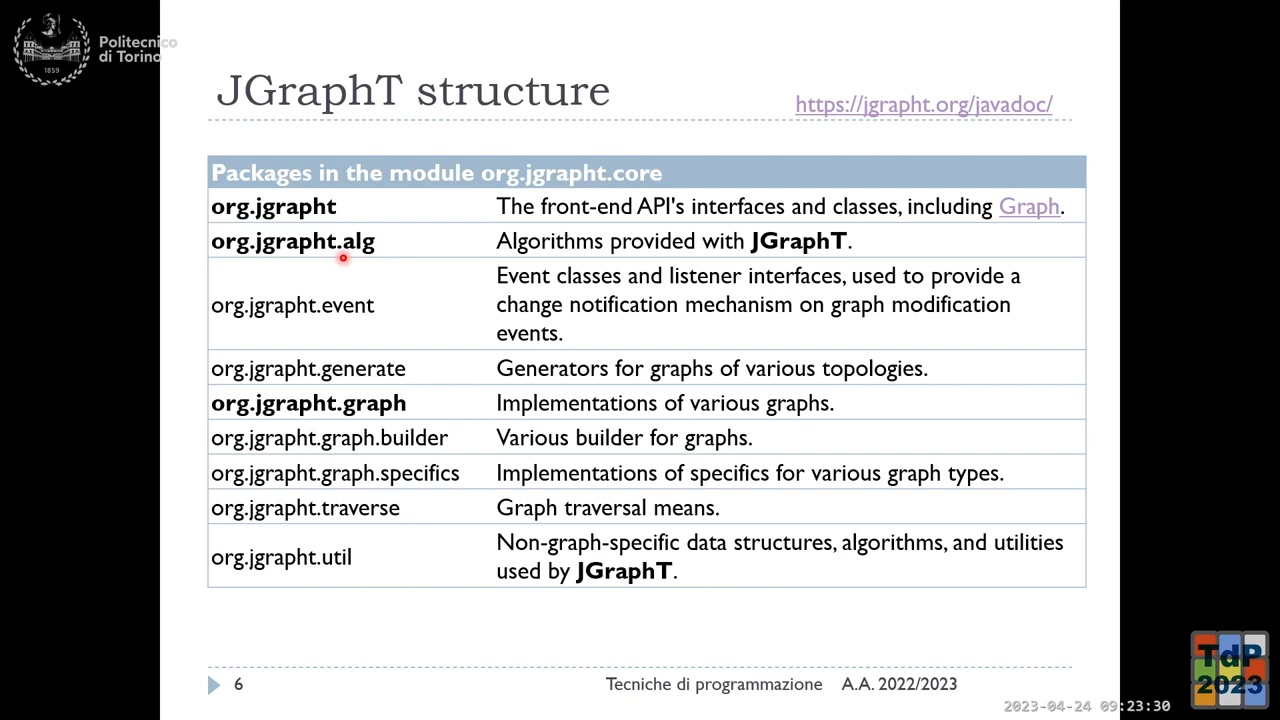 Politecnico
di Torino
1859
JGraphT structure
https://jgrapht.org/javadoc/
Packages in the module org.jgrapht.core
org.jgrapht The front-end API's interfaces and classes, including Graph.
org.jgrapht.alg Algorithms provided with JGraphT.
org.jgrapht.event Event classes and listener interfaces, used to provide a
change notification mechanism on graph modification
events.
org.jgrapht.generate Generators for graphs of various topologies.
org.jgrapht.graph Implementations of various graphs.
org.jgrapht.graph.builder Various builder for graphs.
org.jgrapht.graph.specifics Implementations of specifics for various graph types.
org.jgrapht.traverse Graph traversal means.
org.jgrapht.util Non-graph-specific data structures, algorithms, and utilities
used by JGraphT.
6 Tecniche di programmazione A.A. 2022/2023
TdP
2023
2023-04-24 09:23:30